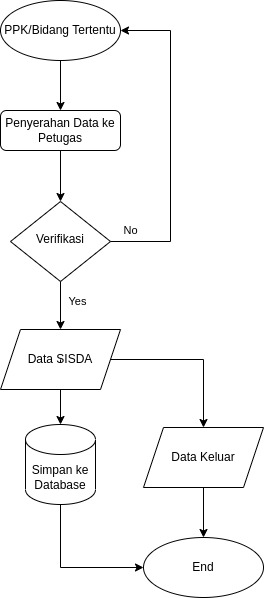 PPK/Bidang Tertentu
Penyerahan Data ke
Petugas
Verifikasi
No
Yes
Data SISDA
Simpan ke
Database
Data Keluar
End